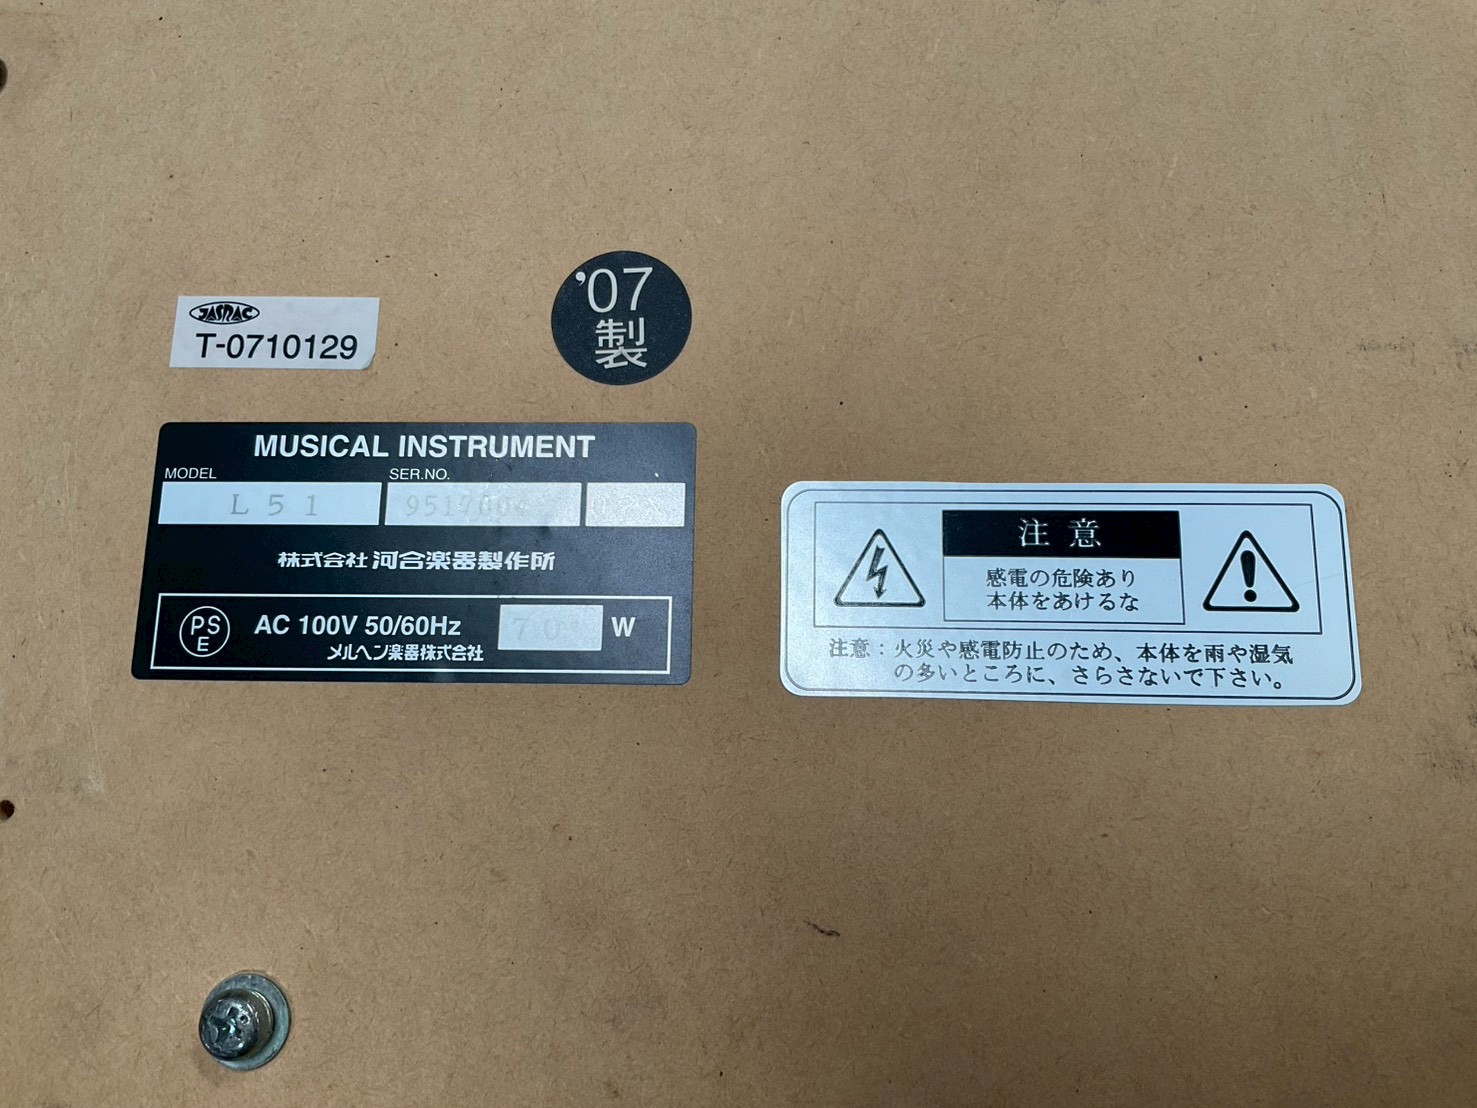 JASRAC
T-0710129
'07
製
MUSICAL INSTRUMENT
MODEL SER.NO.
L51 9517004
株式会社 河合楽器製作所
PSE AC 100V 50/60Hz 70 W
メルヘン楽器株式会社
注意
感電の危険あり
本体をあけるな
注意：火災や感電防止のため、本体を雨や湿気
の多いところに、さらさないで下さい。